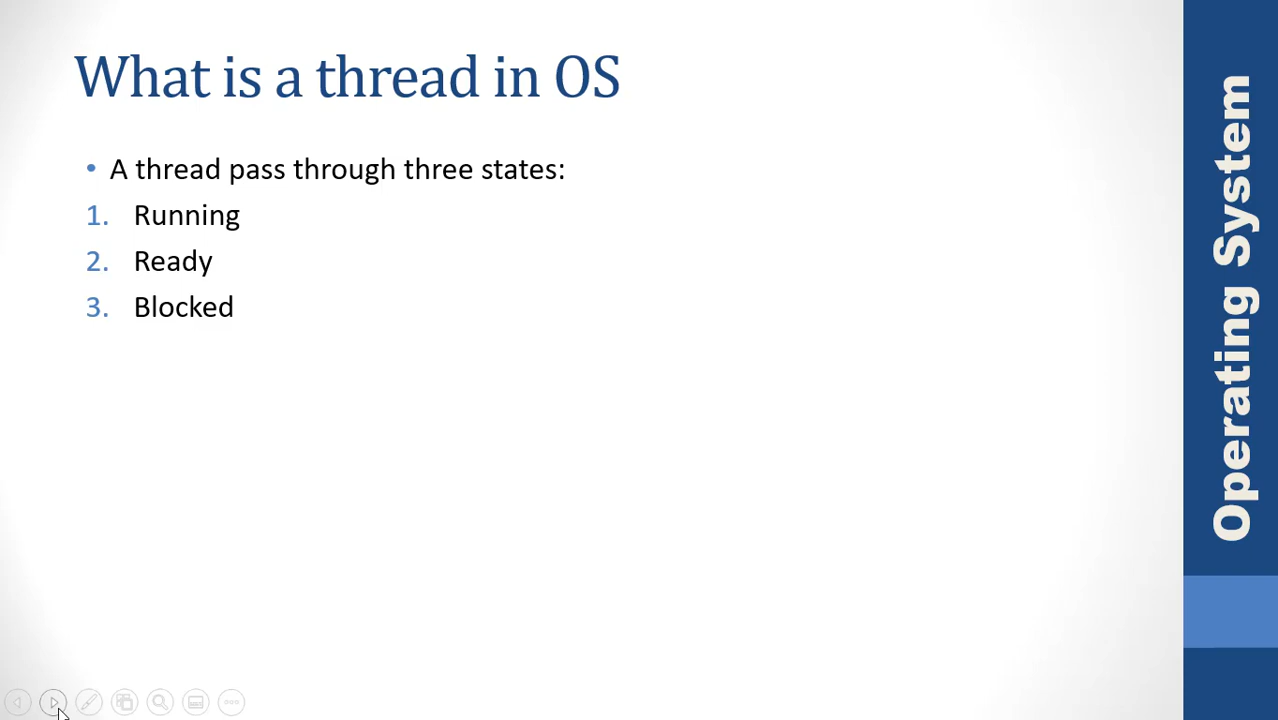 What is a thread in OS
• A thread pass through three states:
1. Running
2. Ready
3. Blocked
Operating System